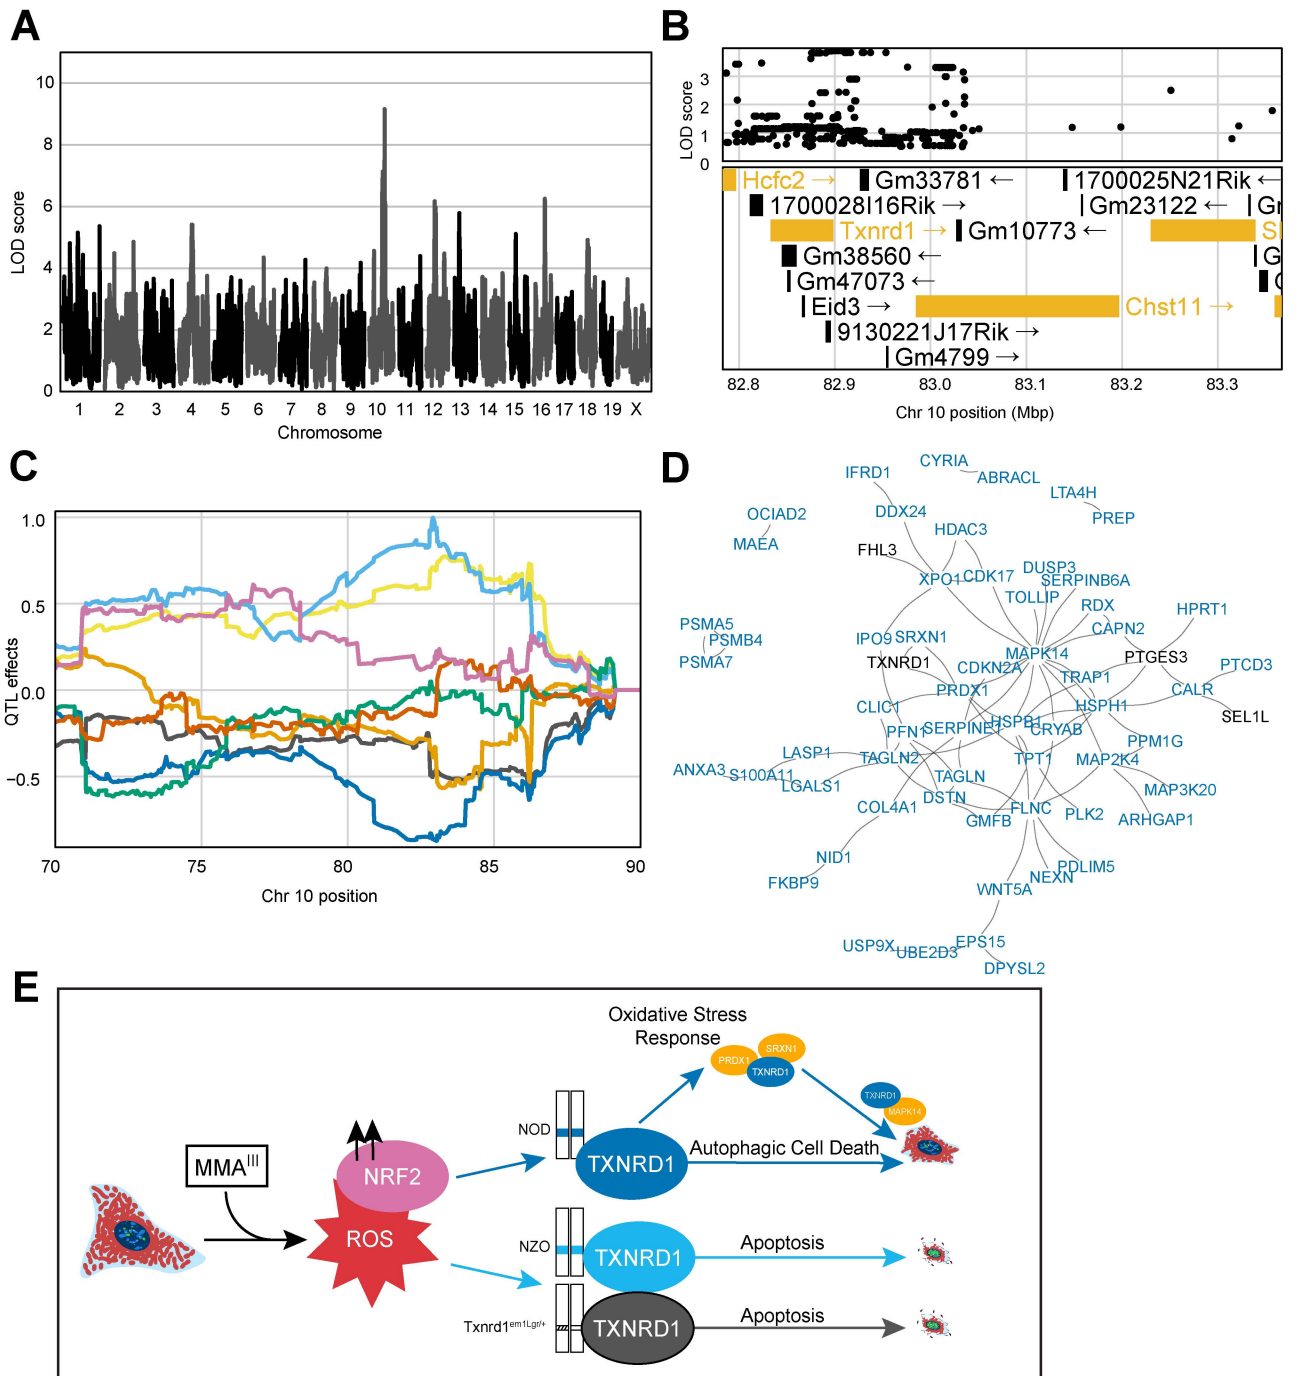 A
LOD score
10
8
6
4
2
0
1 2 3 4 5 6 7 8 9 10 11 12 13 14 15 16 17 18 19 X
Chromosome
B
LOD score
3
2
1
0
Hcfc2 →
Gm33781 ←
1700025N21Rik ←
1700028I16Rik →
Gm23122 ←
Gr
Txnrd1 →
Gm10773 ←
Sl
Gm38560 ←
G
Gm47073 ←
Eid3 →
Chst11 →
9130221J17Rik →
Gm4799 →
82.8 82.9 83.0 83.1 83.2 83.3
Chr 10 position (Mbp)
C
QTL effects
1.0
0.5
0.0
−0.5
70 75 80 85 90
Chr 10 position
D
CYRIA
IFRD1
ABRACL
LTA4H
OCIAD2
DDX24
PREP
HDAC3
MAEA
FHL3
DUSP3
XPO1
CDK17
SERPINB6A
TOLLIP
RDX
HPRT1
PSMA5
CAPN2
PSMB4
IPO9
SRXN1
PSMA7
TXNRD1
MAPK14
PTGES3
CDKN2A
PTCD3
TRAP1
PRDX1
CALR
CLIC1
HSPH1
SEL1L
HSPB1
SERPINE1
CRYAB
PFN1
PPM1G
LASP1
TAGLN2
TPT1
MAP2K4
ANXA3
S100A11
TAGLN
LGALS1
MAP3K20
DSTN
COL4A1
FLNC
PLK2
GMFB
ARHGAP1
NID1
PDLIM5
FKBP9
NEXN
WNT5A
USP9X
UBE2D3
EPS15
DPYSL2
E
Oxidative Stress
Response
SRXN1
PRDX1
TXNRD1
TXNRD1
MAPK14
NOD
MMAIII
NRF2
TXNRD1
Autophagic Cell Death
ROS
NZO
TXNRD1
Apoptosis
Txnrd1em1Lgr/+
TXNRD1
Apoptosis